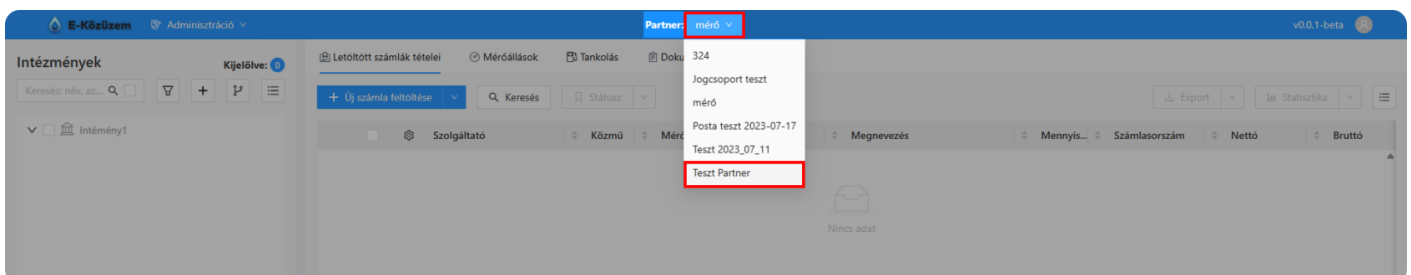 E-Közüzem Adminisztráció Partner: mérő v0.0.1-beta
Intézmények Kijelölve: 0
Letöltött számlák tételei Mérőállások Tankolás Doku
Keresés: név, az...
+ Új számla feltöltése Keresés Státusz Export Statisztika
324
Jogcsoport teszt
mérő
Posta teszt 2023-07-17
Teszt 2023_07_11
Teszt Partner
Intémény1
Szolgáltató Közmű Mérő Megnevezés Mennyis... Számlasorszám Nettó Bruttó
Nincs adat